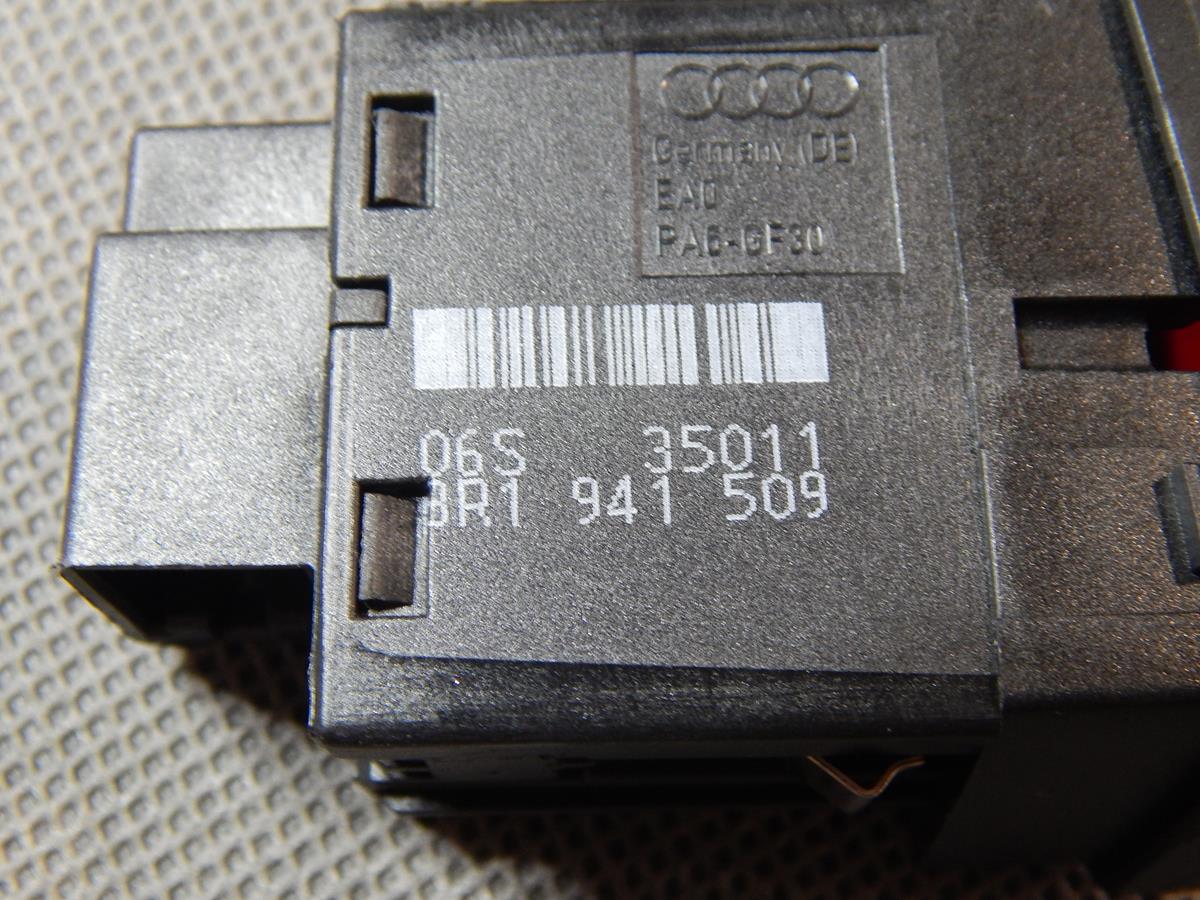 Germany (DE)
EA0
PA6-GF30
06S 35011
8R1 941 509